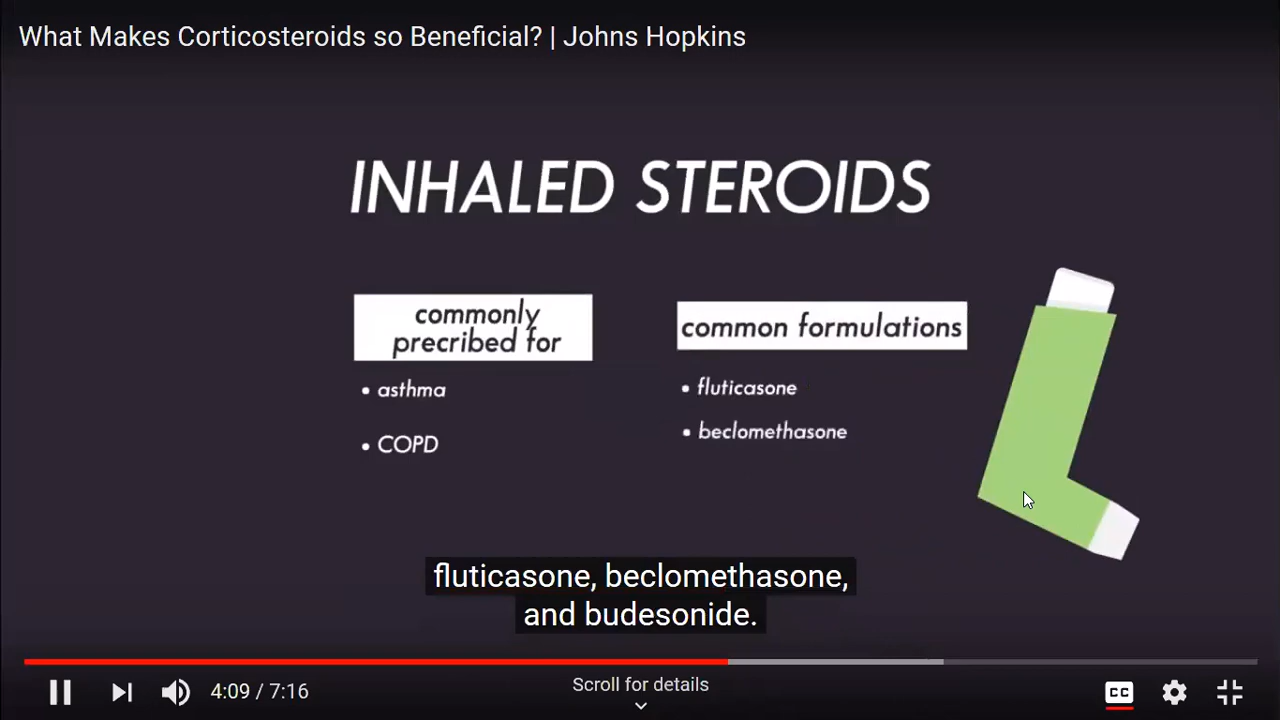 What Makes Corticosteroids so Beneficial? | Johns Hopkins
INHALED STEROIDS
commonly
precribed for
• asthma
• COPD
common formulations
• fluticasone
• beclomethasone
fluticasone, beclomethasone,
and budesonide.
4:09 / 7:16
Scroll for details
CC